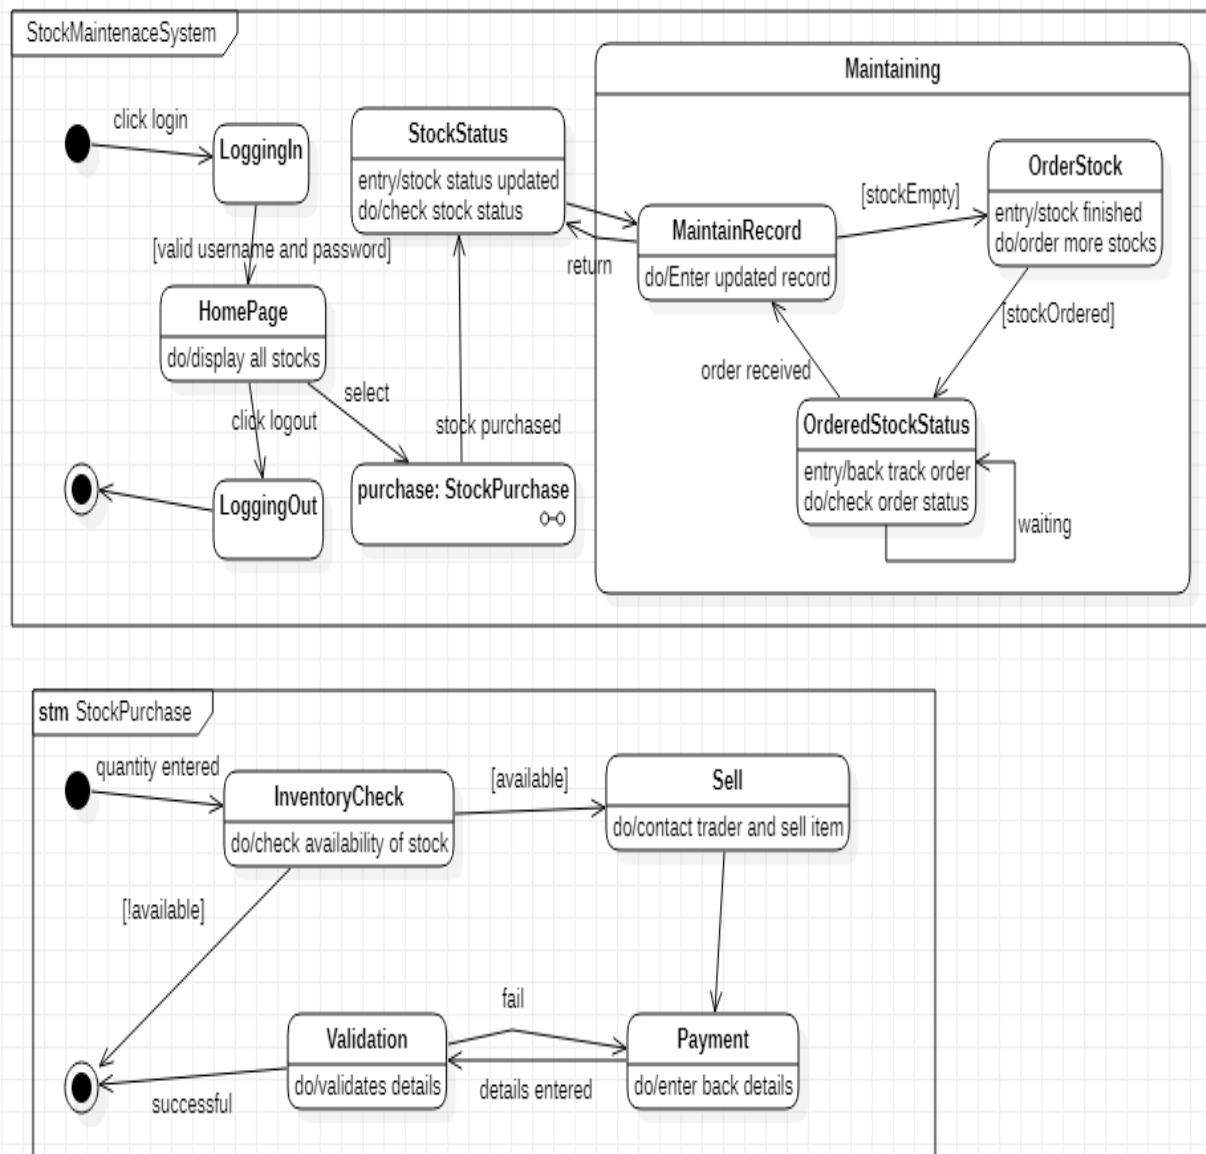 StockMaintenaceSystem
Maintaining
click login
LoggingIn
StockStatus
entry/stock status updated
do/check stock status
OrderStock
entry/stock finished
do/order more stocks
[stockEmpty]
MaintainRecord
do/Enter updated record
[valid username and password]
return
HomePage
do/display all stocks
[stockOrdered]
order received
select
click logout
stock purchased
OrderedStockStatus
entry/back track order
do/check order status
purchase: StockPurchase
LoggingOut
waiting
stm StockPurchase
quantity entered
InventoryCheck
do/check availability of stock
[available]
Sell
do/contact trader and sell item
[!available]
fail
Validation
do/validates details
Payment
do/enter back details
details entered
successful